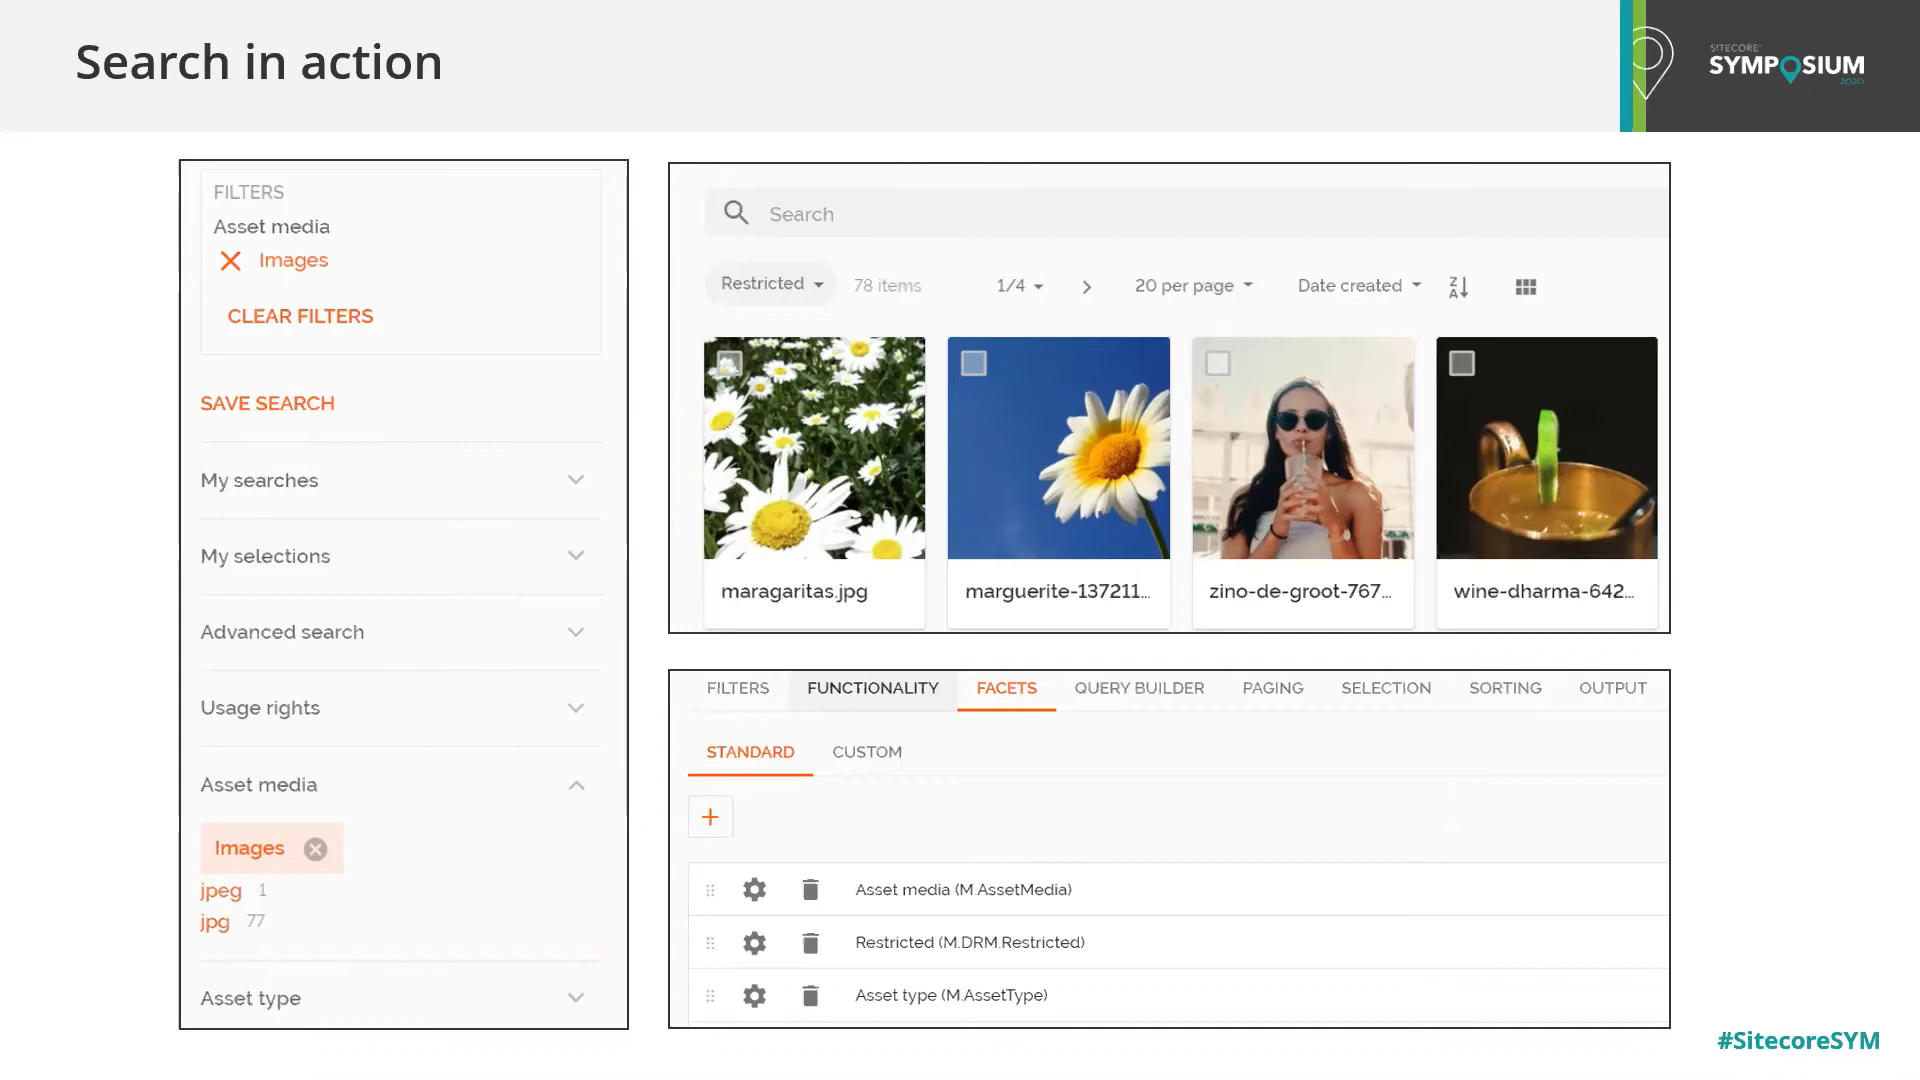 Search in action
SITECORE
SYMPOSIUM
2020
FILTERS
Asset media
Images
CLEAR FILTERS
SAVE SEARCH
My searches
My selections
Advanced search
Usage rights
Asset media
Images
jpeg 1
jpg 77
Asset type
Search
Restricted 78 items 1/4 20 per page Date created Z A
maragaritas.jpg marguerite-137211... zino-de-groot-767... wine-dharma-642...
FILTERS FUNCTIONALITY FACETS QUERY BUILDER PAGING SELECTION SORTING OUTPUT
STANDARD CUSTOM
+
Asset media (M.AssetMedia)
Restricted (M.DRM.Restricted)
Asset type (M.AssetType)
#SitecoreSYM